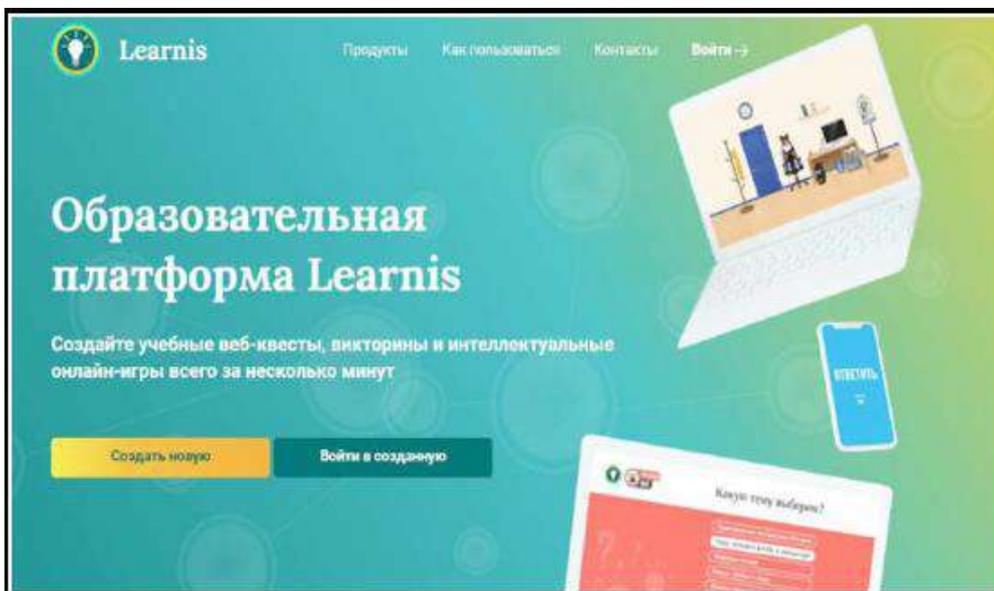 Learnis
Продукты Как пользоваться Контакты Войти →
Образовательная
платформа Learnis
Создайте учебные веб-квесты, викторины и интеллектуальные
онлайн-игры всего за несколько минут
ОТВЕТИТЬ
Создать новую Войти в созданную
Какую тему выберем?